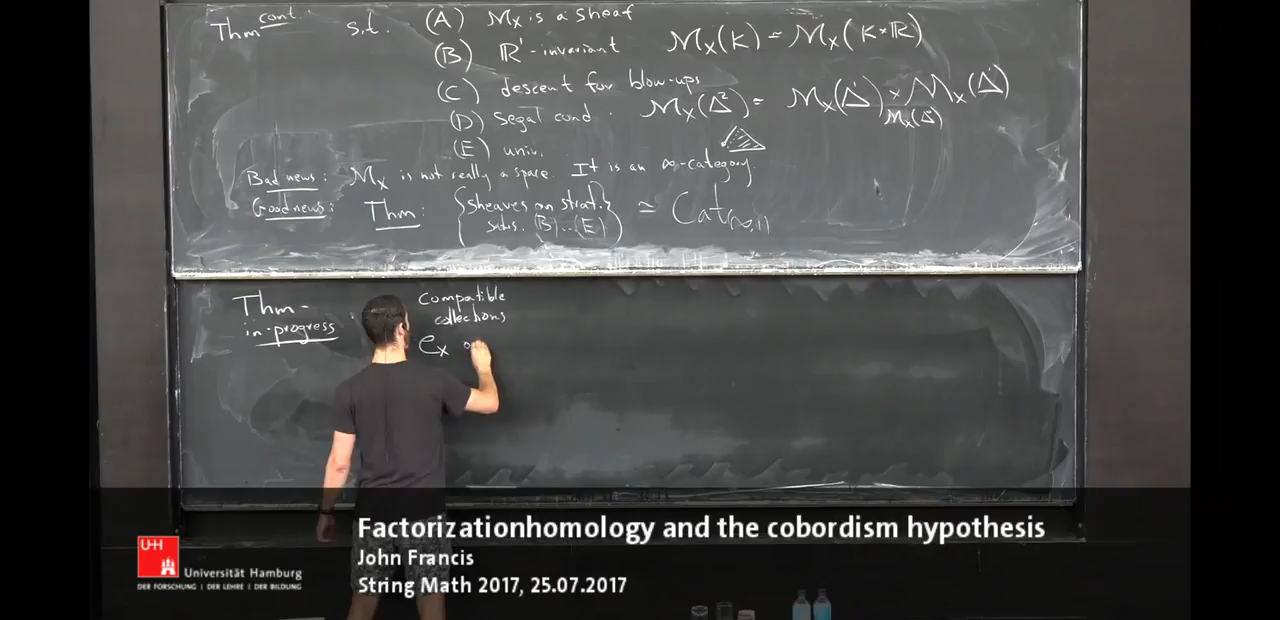 Thm cont. s.t. (A) Mx is a sheaf
(B) ℝ¹-invariant Mx(K) = Mx(K×ℝ)
(C) descent for blow-ups
(D) Segal cond. Mx(Δ²) = Mx(Δ¹) × Mx(Δ¹)
(E) univ.
Bad news: Mx is not really a space. It is an ∞-category
Good news: Thm: {sheaves on strat. satis. (B)...(E)} ≃ Cat(∞,1)
Thm-in-progress: Compatible collections
Cx
Factorizationhomology and the cobordism hypothesis
John Francis
String Math 2017, 25.07.2017
UH
Universität Hamburg
DER FORSCHUNG | DER LEHRE | DER BILDUNG